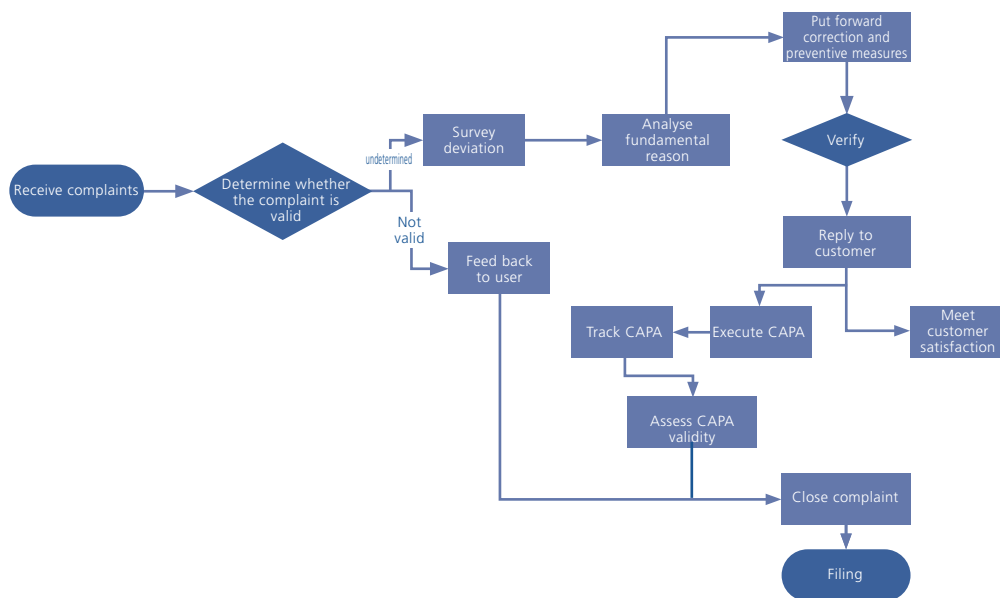 Receive complaints
Determine whether
the complaint is
valid
undetermined
Not
valid
Survey
deviation
Analyse
fundamental
reason
Put forward
correction and
preventive measures
Verify
Reply to
customer
Meet
customer
satisfaction
Execute CAPA
Track CAPA
Assess CAPA
validity
Feed back
to user
Close complaint
Filing